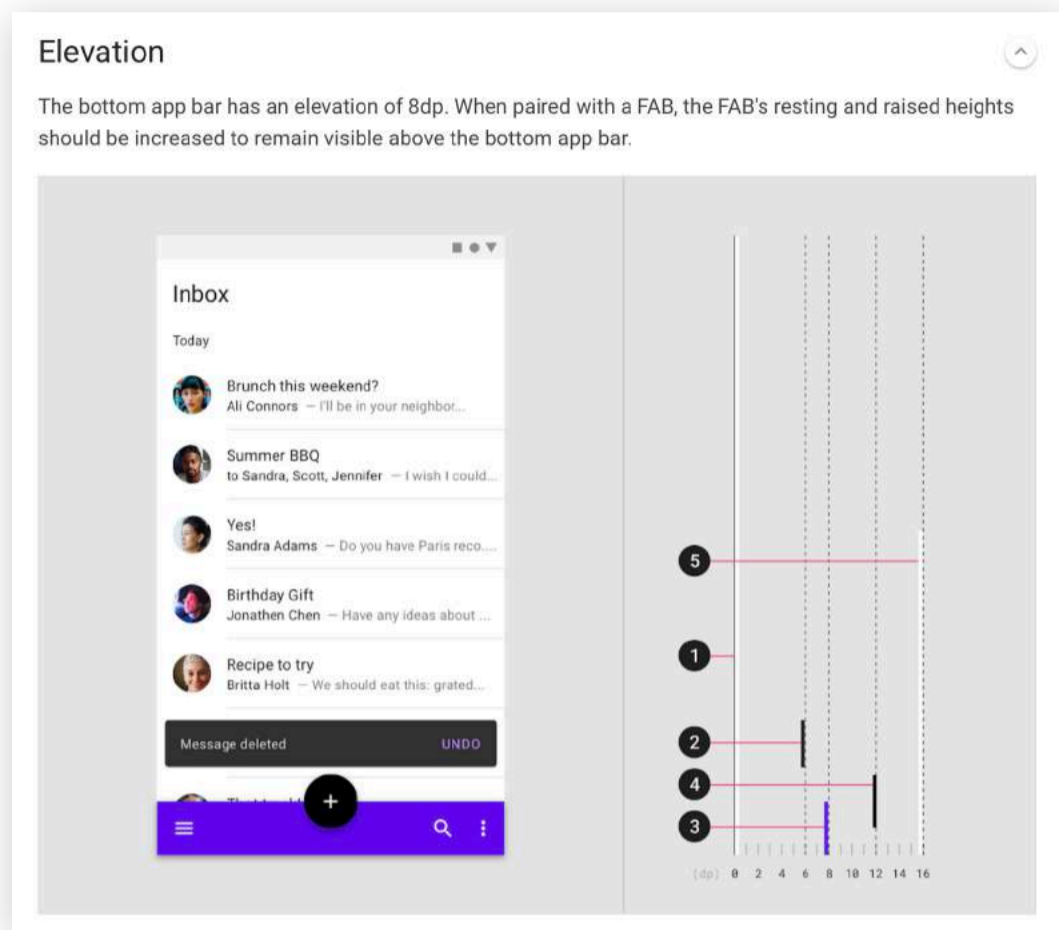 Elevation
The bottom app bar has an elevation of 8dp. When paired with a FAB, the FAB's resting and raised heights
should be increased to remain visible above the bottom app bar.
Inbox
Today
Brunch this weekend?
Ali Connors — I'll be in your neighbor...
Summer BBQ
to Sandra, Scott, Jennifer — I wish I could...
Yes!
Sandra Adams — Do you have Paris reco....
Birthday Gift
Jonathen Chen — Have any ideas about ...
Recipe to try
Britta Holt — We should eat this: grated...
Message deleted UNDO
+
5
1
2
4
3
(dp) 0 2 4 6 8 10 12 14 16